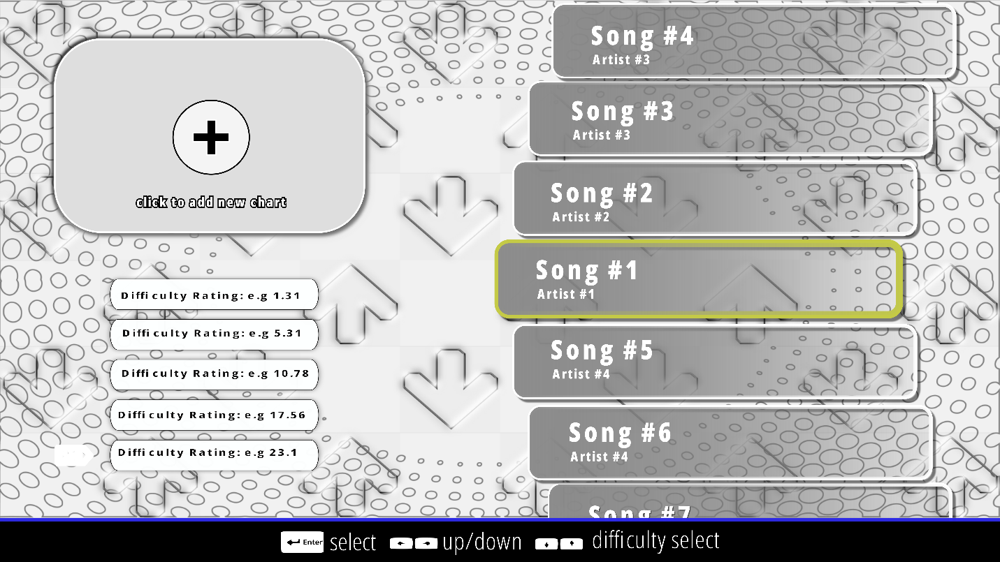 click to add new chart
Difficulty Rating: e.g 1.31
Difficulty Rating: e.g 5.31
Difficulty Rating: e.g 10.78
Difficulty Rating: e.g 17.56
Difficulty Rating: e.g 23.1
Song #4
Artist #3
Song #3
Artist #3
Song #2
Artist #2
Song #1
Artist #1
Song #5
Artist #4
Song #6
Artist #4
Song #7
Enter select up/down difficulty select